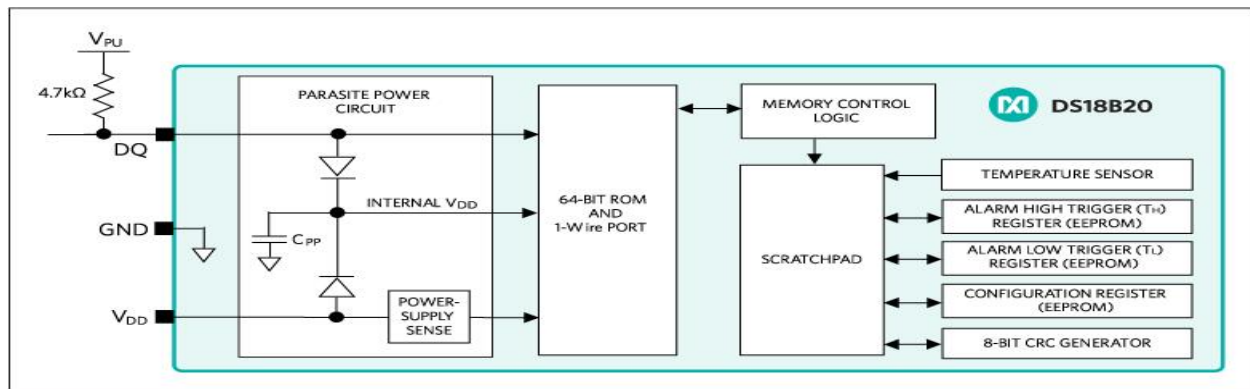 VPU
4.7kΩ
DQ
GND
VDD
PARASITE POWER
CIRCUIT
INTERNAL VDD
CPP
POWER-
SUPPLY
SENSE
64-BIT ROM
AND
1-Wire PORT
MEMORY CONTROL
LOGIC
SCRATCHPAD
DS18B20
TEMPERATURE SENSOR
ALARM HIGH TRIGGER (TH)
REGISTER (EEPROM)
ALARM LOW TRIGGER (TL)
REGISTER (EEPROM)
CONFIGURATION REGISTER
(EEPROM)
8-BIT CRC GENERATOR